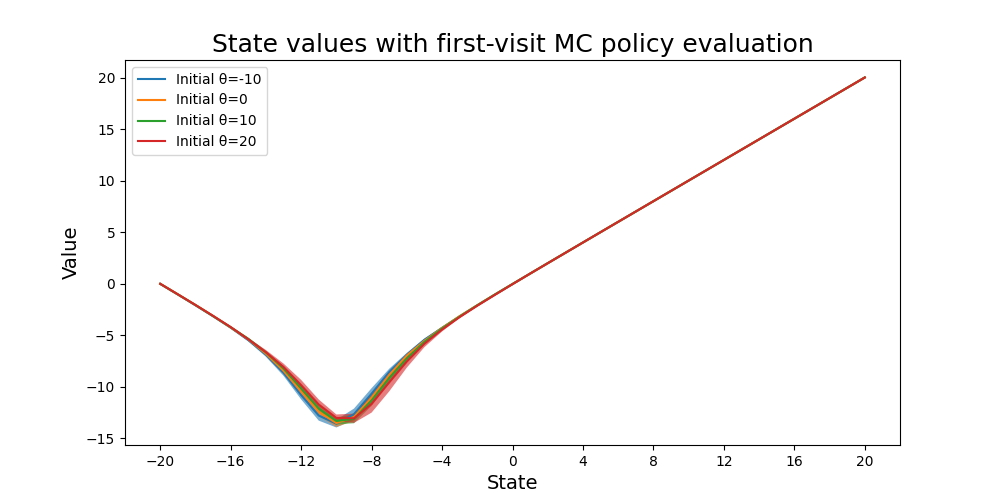 State values with first-visit MC policy evaluation
Initial θ=-10
Initial θ=0
Initial θ=10
Initial θ=20
Value
20
15
10
5
0
−5
−10
−15
−20 −16 −12 −8 −4 0 4 8 12 16 20
State